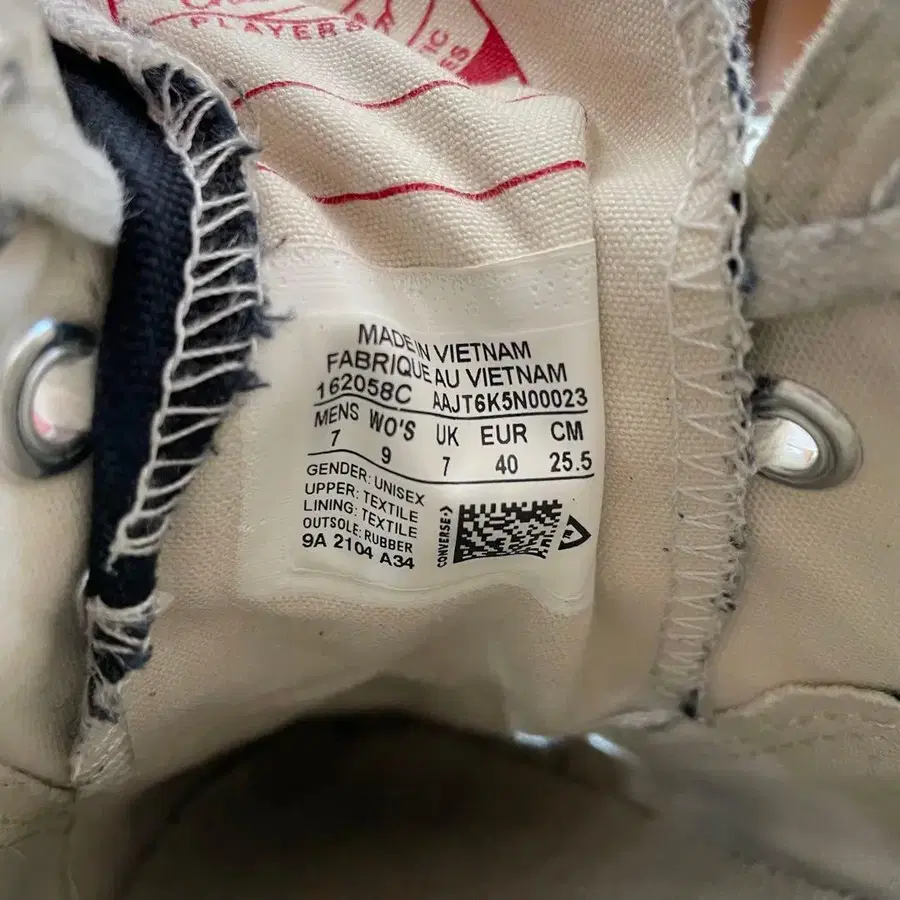 PLAYERS
MADE IN VIETNAM
FABRIQUE AU VIETNAM
162058C AAJT6K5N00023
MENS WO'S UK EUR CM
7 9 7 40 25.5
GENDER: UNISEX
UPPER: TEXTILE
LINING: TEXTILE
OUTSOLE: RUBBER
9A 2104 A34
CONVERSE